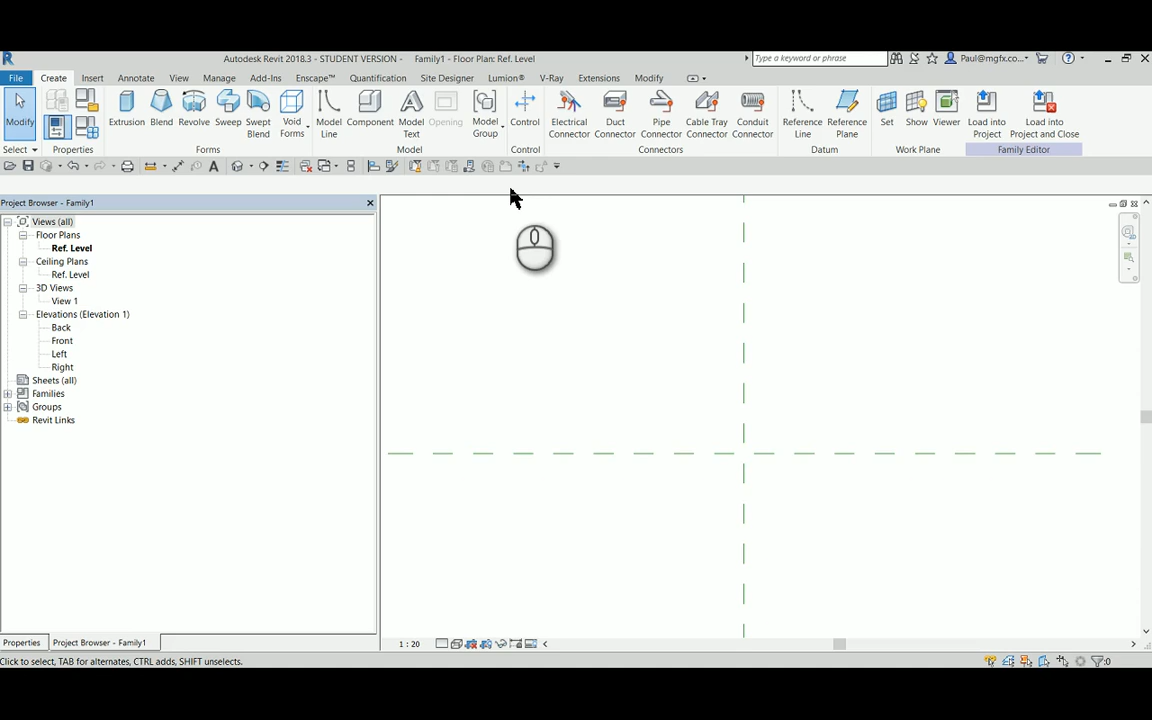 Autodesk Revit 2018.3 - STUDENT VERSION - Family1 - Floor Plan: Ref. Level
Type a keyword or phrase
Paul@mgfx.co...
File Create Insert Annotate View Manage Add-Ins Enscape™ Quantification Site Designer Lumion® V-Ray Extensions Modify
Modify Extrusion Blend Revolve Sweep Swept Blend Void Forms Model Line Component Model Text Opening Model Group Control Electrical Connector Duct Connector Pipe Connector Cable Tray Connector Conduit Connector Reference Line Reference Plane Set Show Viewer Load into Project Load into Project and Close
Select Properties Forms Model Control Connectors Datum Work Plane Family Editor
Project Browser - Family1
Views (all)
Floor Plans
Ref. Level
Ceiling Plans
Ref. Level
3D Views
View 1
Elevations (Elevation 1)
Back
Front
Left
Right
Sheets (all)
Families
Groups
Revit Links
Properties Project Browser - Family1
1 : 20
Click to select, TAB for alternates, CTRL adds, SHIFT unselects.
:0